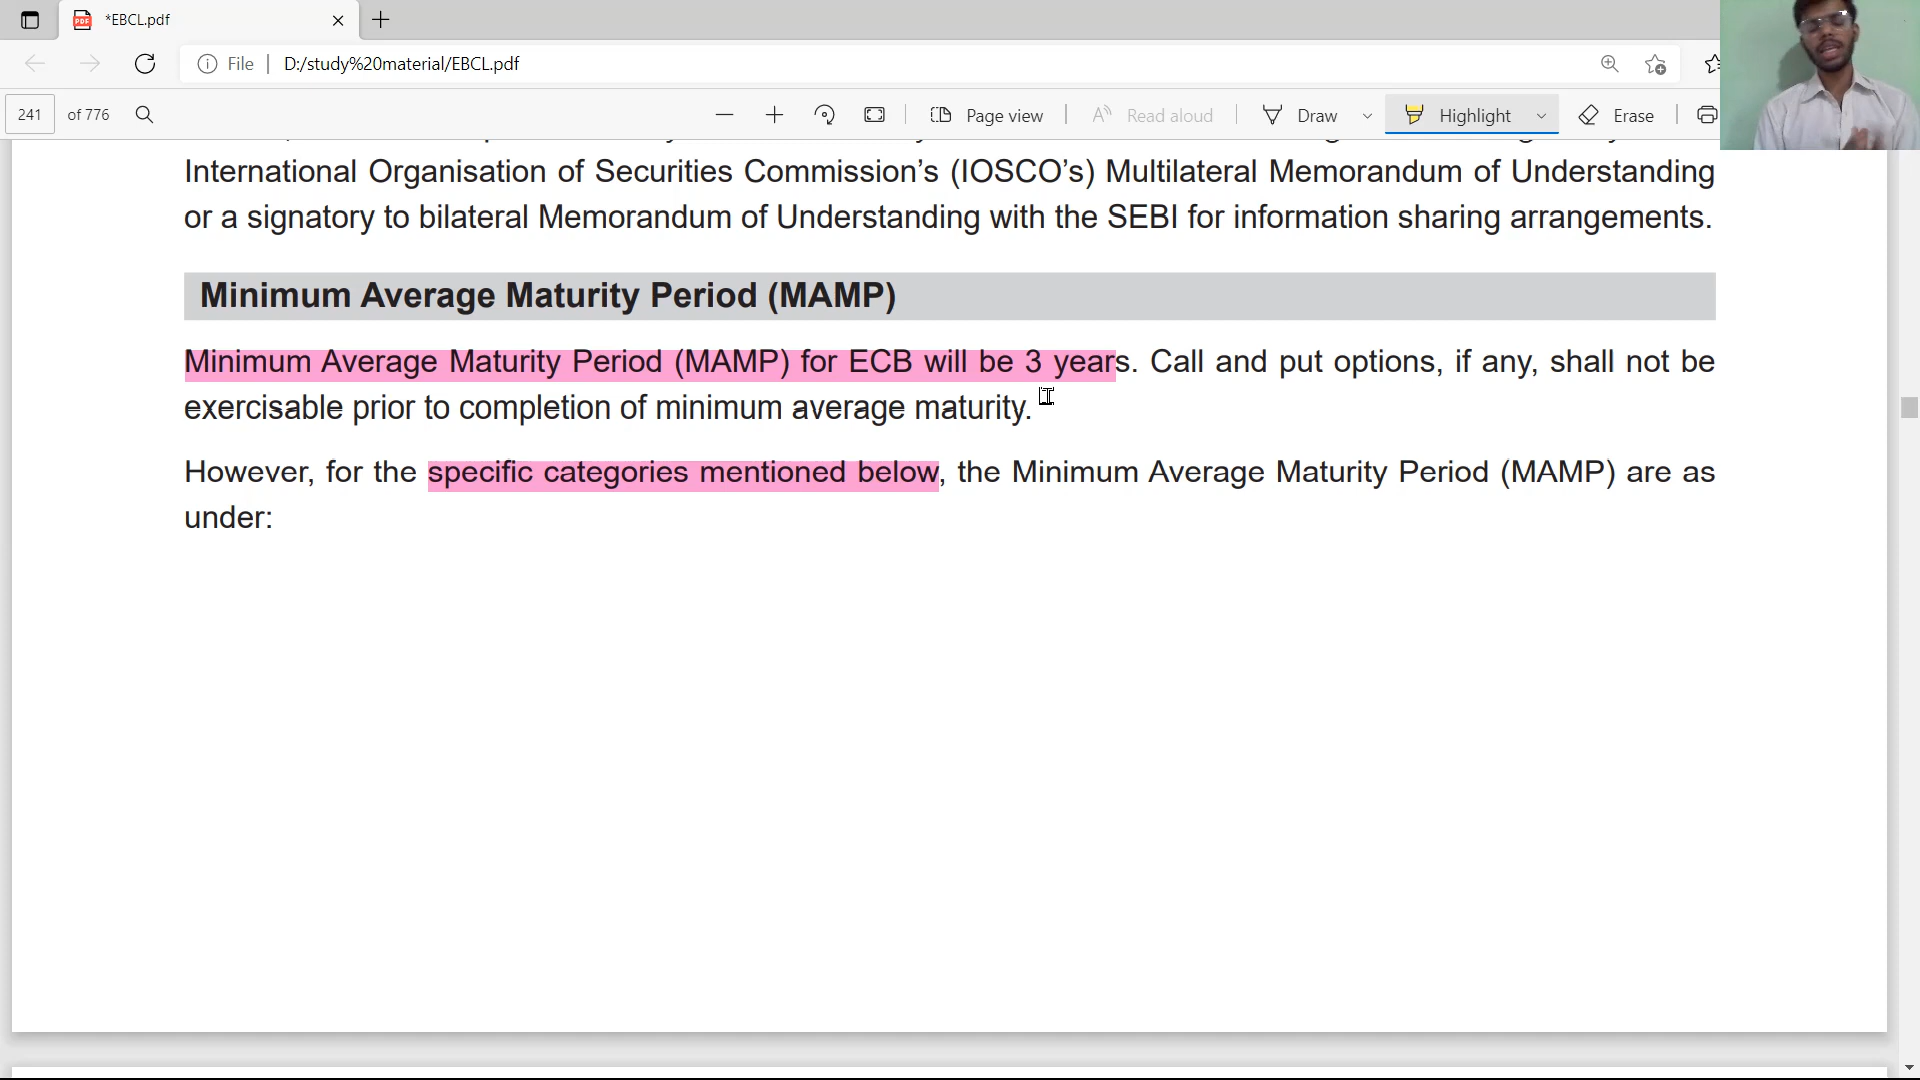 *EBCL.pdf
File
D:/study%20material/EBCL.pdf
241 of 776
Page view
Read aloud
Draw
Highlight
Erase
International Organisation of Securities Commission’s (IOSCO’s) Multilateral Memorandum of Understanding
or a signatory to bilateral Memorandum of Understanding with the SEBI for information sharing arrangements.
Minimum Average Maturity Period (MAMP)
Minimum Average Maturity Period (MAMP) for ECB will be 3 years. Call and put options, if any, shall not be
exercisable prior to completion of minimum average maturity.
However, for the specific categories mentioned below, the Minimum Average Maturity Period (MAMP) are as
under: